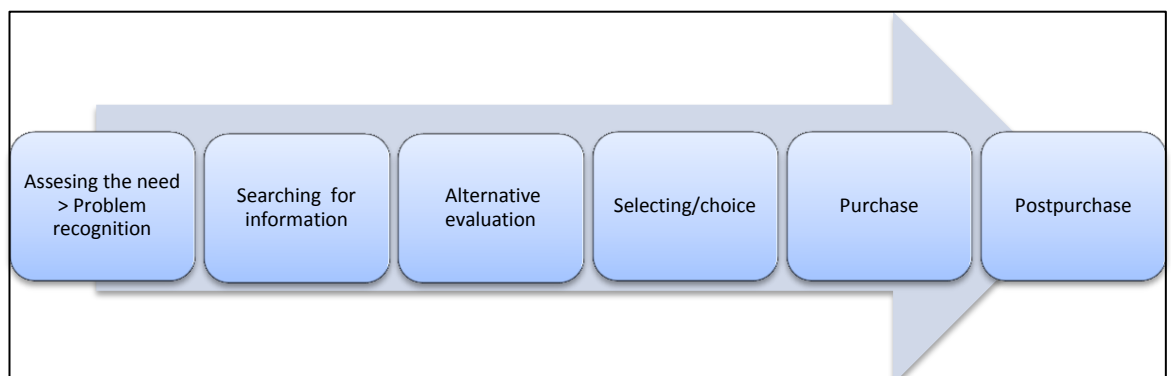 Assesing the need
> Problem
recognition
Searching for
information
Alternative
evaluation
Selecting/choice
Purchase
Postpurchase